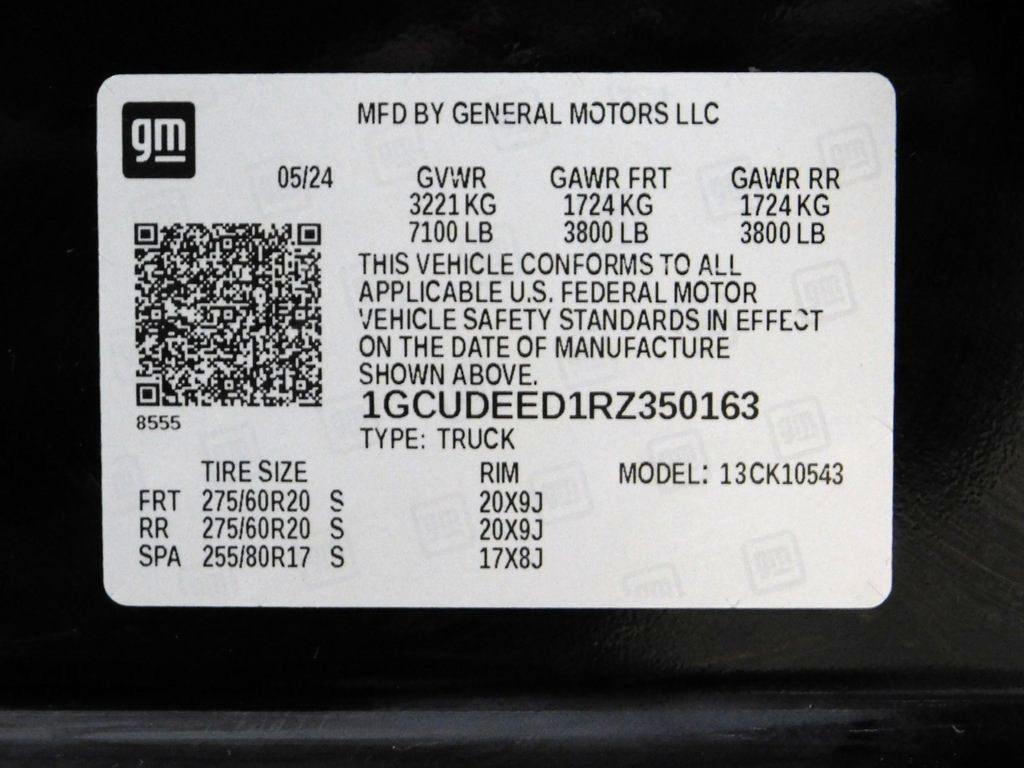 gm
MFD BY GENERAL MOTORS LLC
05/24 GVWR GAWR FRT GAWR RR
3221 KG 1724 KG 1724 KG
7100 LB 3800 LB 3800 LB
THIS VEHICLE CONFORMS TO ALL
APPLICABLE U.S. FEDERAL MOTOR
VEHICLE SAFETY STANDARDS IN EFFECT
ON THE DATE OF MANUFACTURE
SHOWN ABOVE.
1GCUDEED1RZ350163
8555
TYPE: TRUCK
TIRE SIZE RIM MODEL: 13CK10543
FRT 275/60R20 S 20X9J
RR 275/60R20 S 20X9J
SPA 255/80R17 S 17X8J